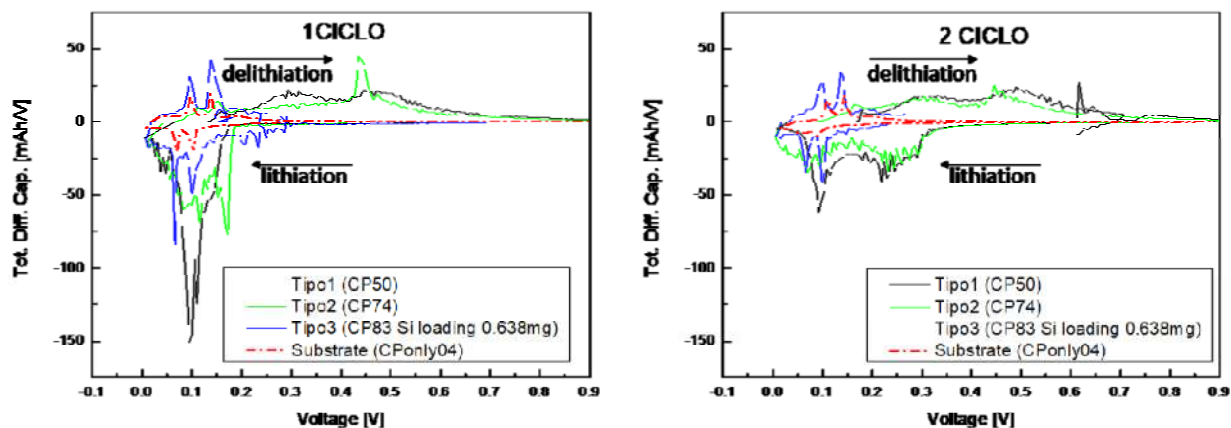 1CICLO
delithiation
lithiation
Tot. Diff. Cap. [mAh/V]
50
0
-50
-100
-150
Tipo1 (CP50)
Tipo2 (CP74)
Tipo3 (CP83 Si loading 0.638mg)
Substrate (CPonly04)
-0.1 0.0 0.1 0.2 0.3 0.4 0.5 0.6 0.7 0.8 0.9
Voltage [V]
2 CICLO
delithiation
lithiation
Tot. Diff. Cap. [mAh/V]
50
0
-50
-100
-150
Tipo1 (CP50)
Tipo2 (CP74)
Tipo3 (CP83 Si loading 0.638mg)
Substrate (CPonly04)
-0.1 0.0 0.1 0.2 0.3 0.4 0.5 0.6 0.7 0.8 0.9
Voltage [V]